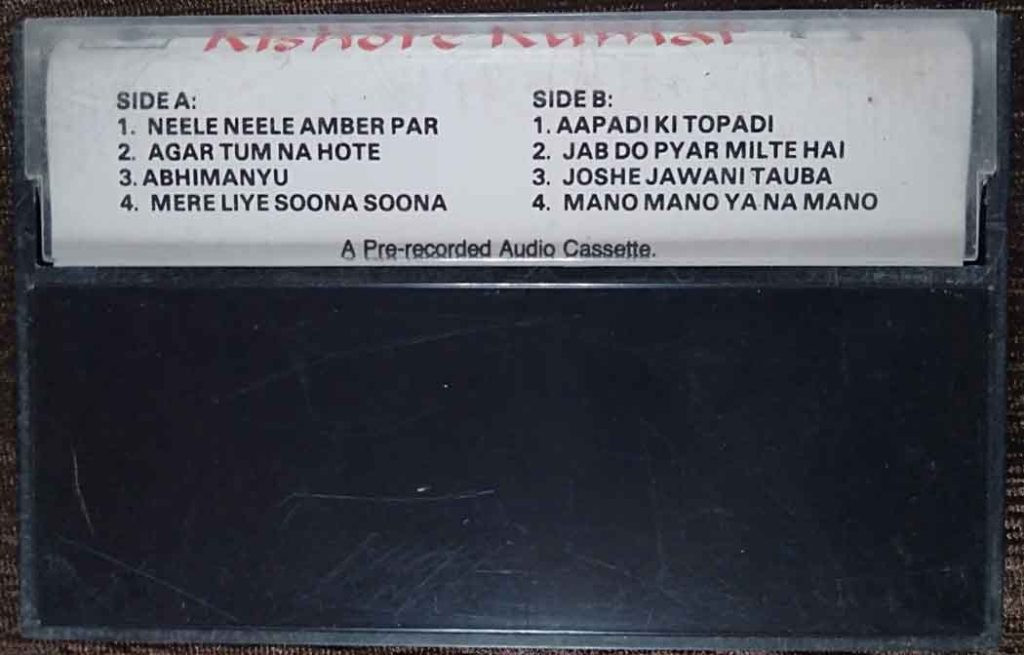 Kishore Kumar
SIDE A:
1. NEELE NEELE AMBER PAR
2. AGAR TUM NA HOTE
3. ABHIMANYU
4. MERE LIYE SOONA SOONA
SIDE B:
1. AAPADI KI TOPADI
2. JAB DO PYAR MILTE HAI
3. JOSHE JAWANI TAUBA
4. MANO MANO YA NA MANO
A Pre-recorded Audio Cassette.